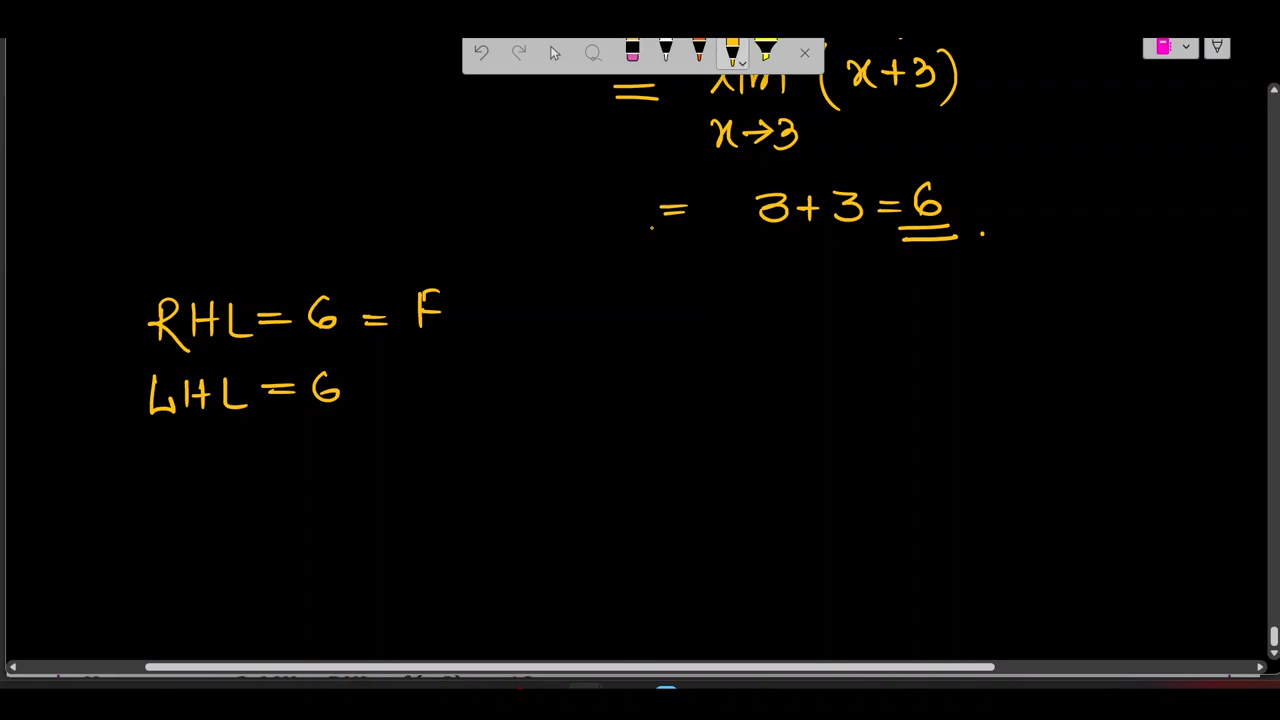 = lim (x+3)
x→3
= 3+3=6.
RHL=6=F
LHL=6